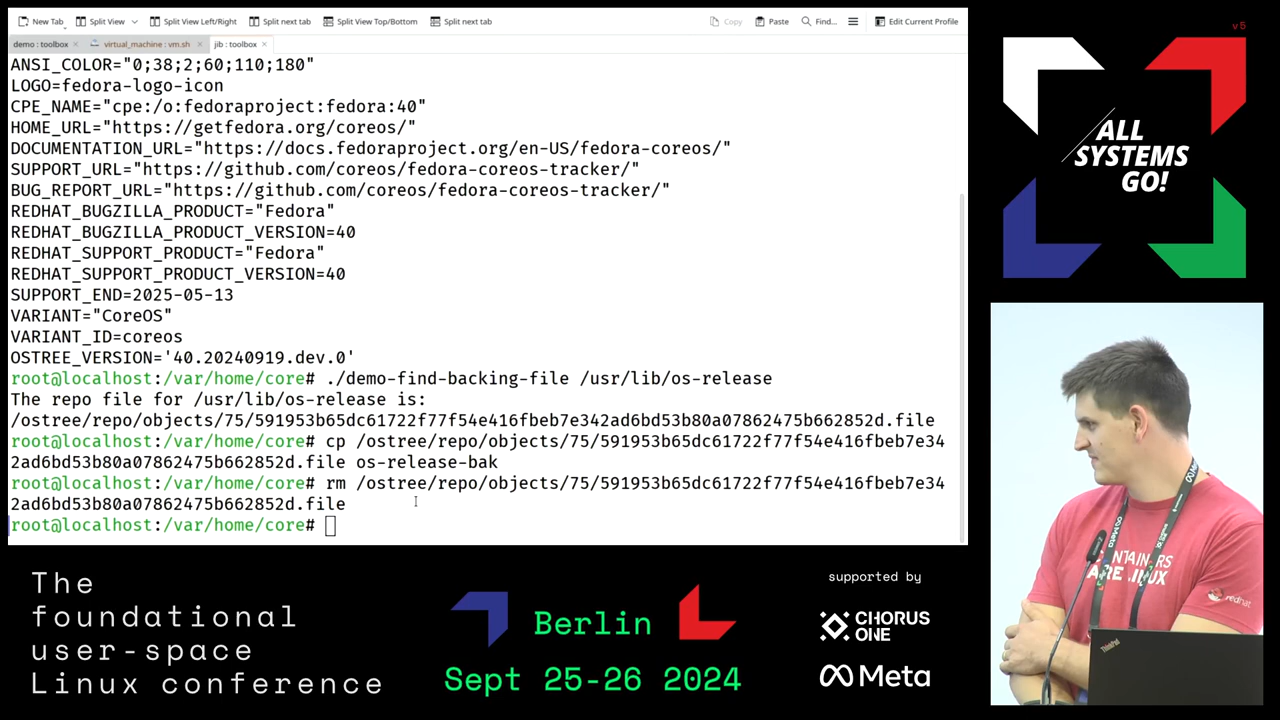 New Tab
Split View
Split View Left/Right
Split next tab
Split View Top/Bottom
Split next tab
Copy
Paste
Find...
Edit Current Profile
demo : toolbox
virtual_machine : vm.sh
jib : toolbox
ANSI_COLOR="0;38;2;60;110;180"
LOGO=fedora-logo-icon
CPE_NAME="cpe:/o:fedoraproject:fedora:40"
HOME_URL="https://getfedora.org/coreos/"
DOCUMENTATION_URL="https://docs.fedoraproject.org/en-US/fedora-coreos/"
SUPPORT_URL="https://github.com/coreos/fedora-coreos-tracker/"
BUG_REPORT_URL="https://github.com/coreos/fedora-coreos-tracker/"
REDHAT_BUGZILLA_PRODUCT="Fedora"
REDHAT_BUGZILLA_PRODUCT_VERSION=40
REDHAT_SUPPORT_PRODUCT="Fedora"
REDHAT_SUPPORT_PRODUCT_VERSION=40
SUPPORT_END=2025-05-13
VARIANT="CoreOS"
VARIANT_ID=coreos
OSTREE_VERSION='40.20240919.dev.0'
root@localhost:/var/home/core# ./demo-find-backing-file /usr/lib/os-release
The repo file for /usr/lib/os-release is:
/ostree/repo/objects/75/591953b65dc61722f77f54e416fbeb7e342ad6bd53b80a07862475b662852d.file
root@localhost:/var/home/core# cp /ostree/repo/objects/75/591953b65dc61722f77f54e416fbeb7e34
2ad6bd53b80a07862475b662852d.file os-release-bak
root@localhost:/var/home/core# rm /ostree/repo/objects/75/591953b65dc61722f77f54e416fbeb7e34
2ad6bd53b80a07862475b662852d.file
root@localhost:/var/home/core#
v5
ALL
SYSTEMS
GO!
Meta
ARE LINUX
redhat
ThinkPad
The
foundational
user-space
Linux conference
Berlin
Sept 25-26 2024
supported by
CHORUS
ONE
Meta